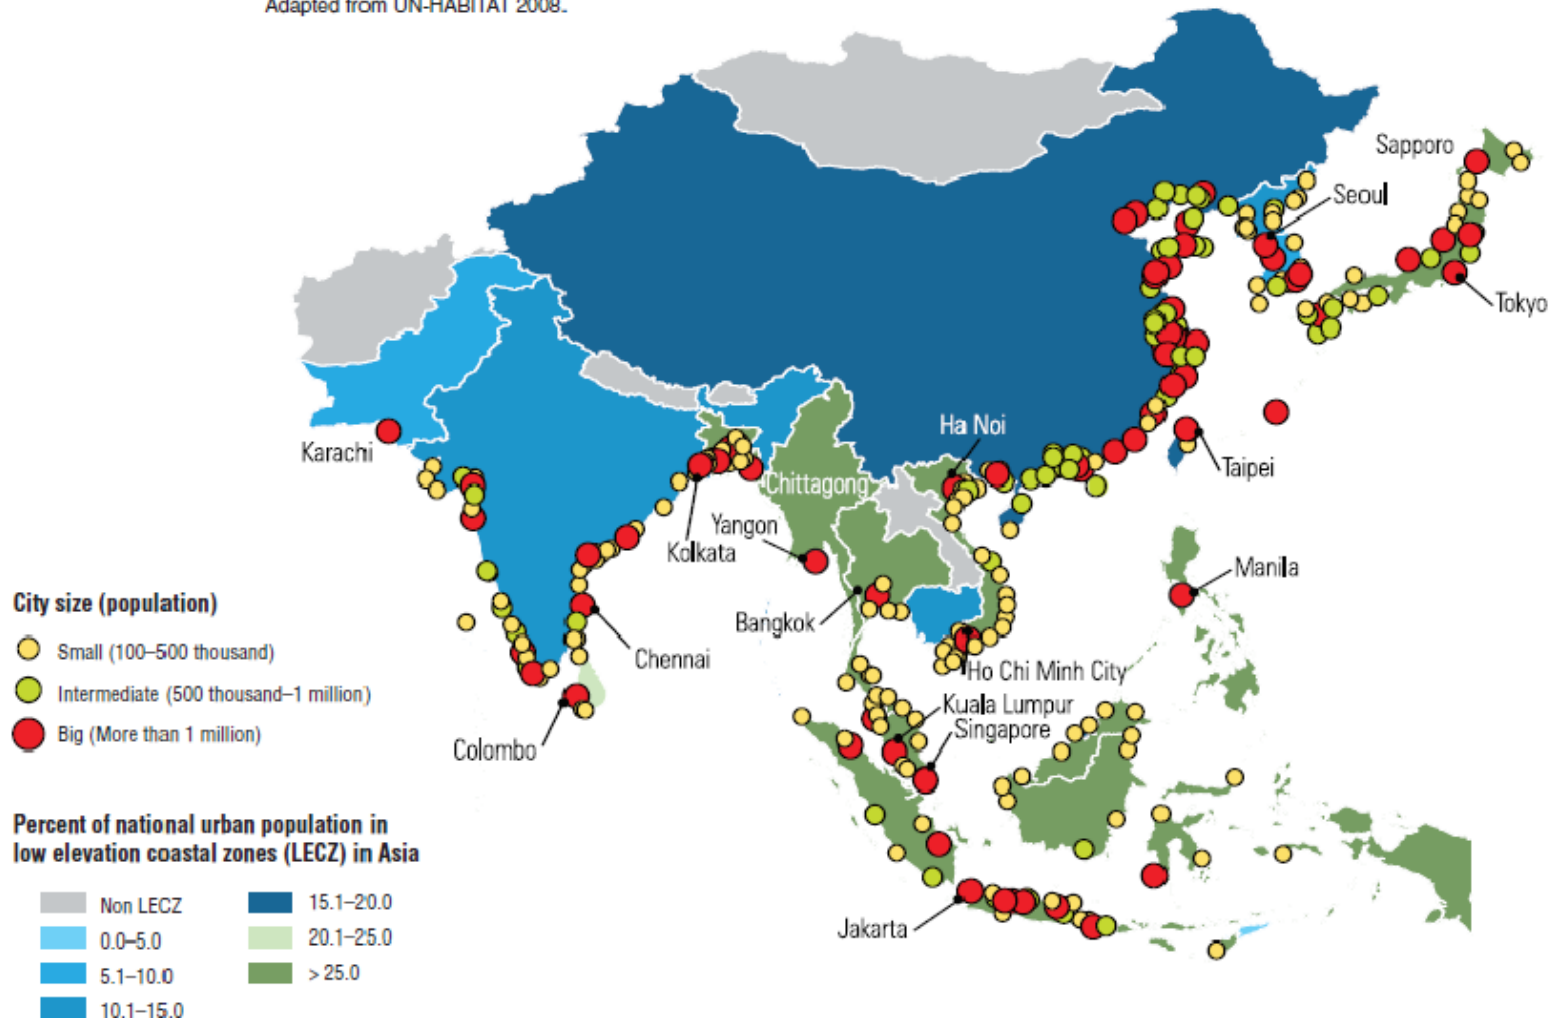 Adapted from UN-HABITAT 2008.
Sapporo
Seoul
Tokyo
Ha Noi
Karachi
Taipei
Chittagong
Yangon
Kolkata
Manila
Bangkok
Chennai
Ho Chi Minh City
Kuala Lumpur
Singapore
Colombo
Jakarta
City size (population)
Small (100–500 thousand)
Intermediate (500 thousand–1 million)
Big (More than 1 million)
Percent of national urban population in
low elevation coastal zones (LECZ) in Asia
Non LECZ
0.0–5.0
5.1–10.0
10.1–15.0
15.1–20.0
20.1–25.0
> 25.0